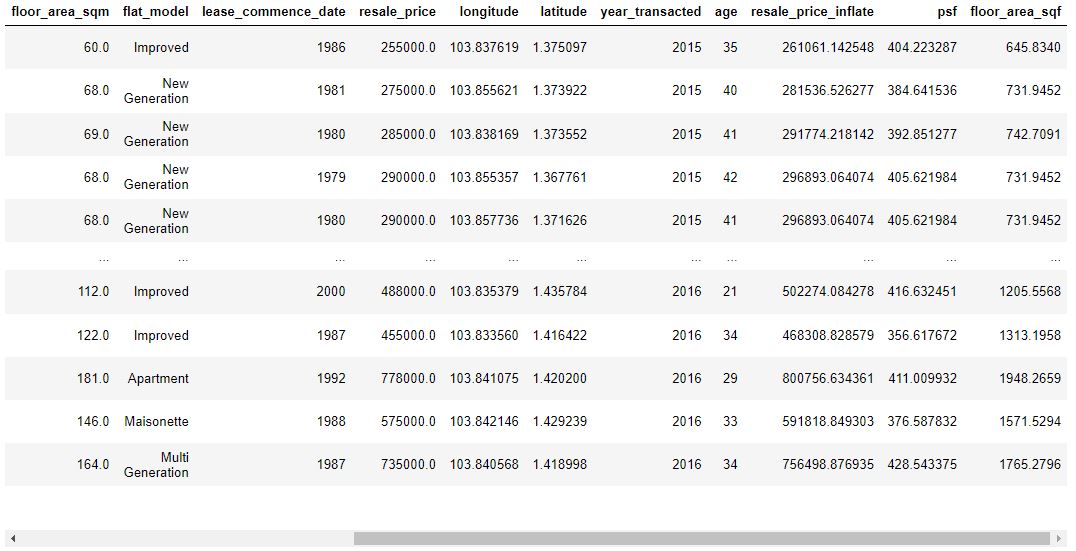 floor_area_sqm flat_model lease_commence_date resale_price longitude latitude year_transacted age resale_price_inflate psf floor_area_sqf
60.0 Improved 1986 255000.0 103.837619 1.375097 2015 35 261061.142548 404.223287 645.8340
68.0 New Generation 1981 275000.0 103.855621 1.373922 2015 40 281536.526277 384.641536 731.9452
69.0 New Generation 1980 285000.0 103.838169 1.373552 2015 41 291774.218142 392.851277 742.7091
68.0 New Generation 1979 290000.0 103.855357 1.367761 2015 42 296893.064074 405.621984 731.9452
68.0 New Generation 1980 290000.0 103.857736 1.371626 2015 41 296893.064074 405.621984 731.9452
... ... ... ... ... ... ... ... ... ... ...
112.0 Improved 2000 488000.0 103.835379 1.435784 2016 21 502274.084278 416.632451 1205.5568
122.0 Improved 1987 455000.0 103.833560 1.416422 2016 34 468308.828579 356.617672 1313.1958
181.0 Apartment 1992 778000.0 103.841075 1.420200 2016 29 800756.634361 411.009932 1948.2659
146.0 Maisonette 1988 575000.0 103.842146 1.429239 2016 33 591818.849303 376.587832 1571.5294
164.0 Multi Generation 1987 735000.0 103.840568 1.418998 2016 34 756498.876935 428.543375 1765.2796